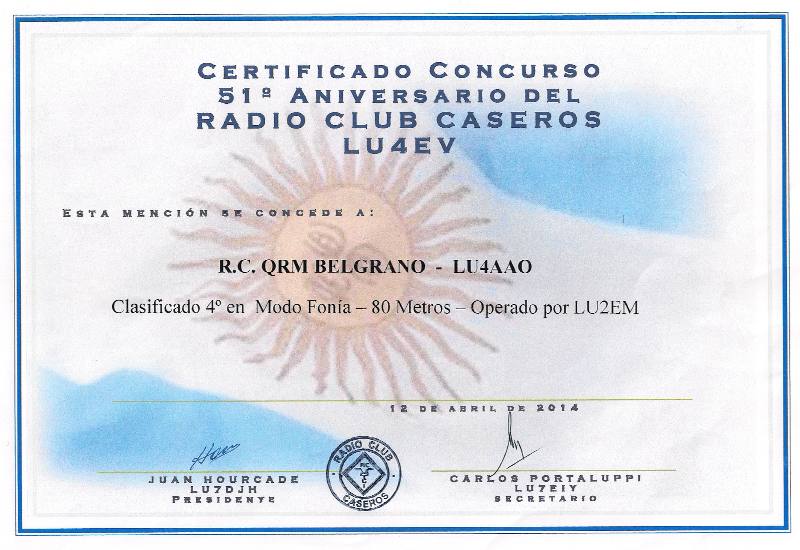 CERTIFICADO CONCURSO
51º ANIVERSARIO DEL
RADIO CLUB CASEROS
LU4EV
ESTA MENCIÓN SE CONCEDE A:
R.C. QRM BELGRANO - LU4AAO
Clasificado 4º en Modo Fonía – 80 Metros – Operado por LU2EM
12 DE ABRIL DE 2014
JUAN HOURCADE
LU7DJH
PRESIDENTE
RADIO CLUB
CASEROS
CARLOS PORTALUPPI
LU7EIY
SECRETARIO